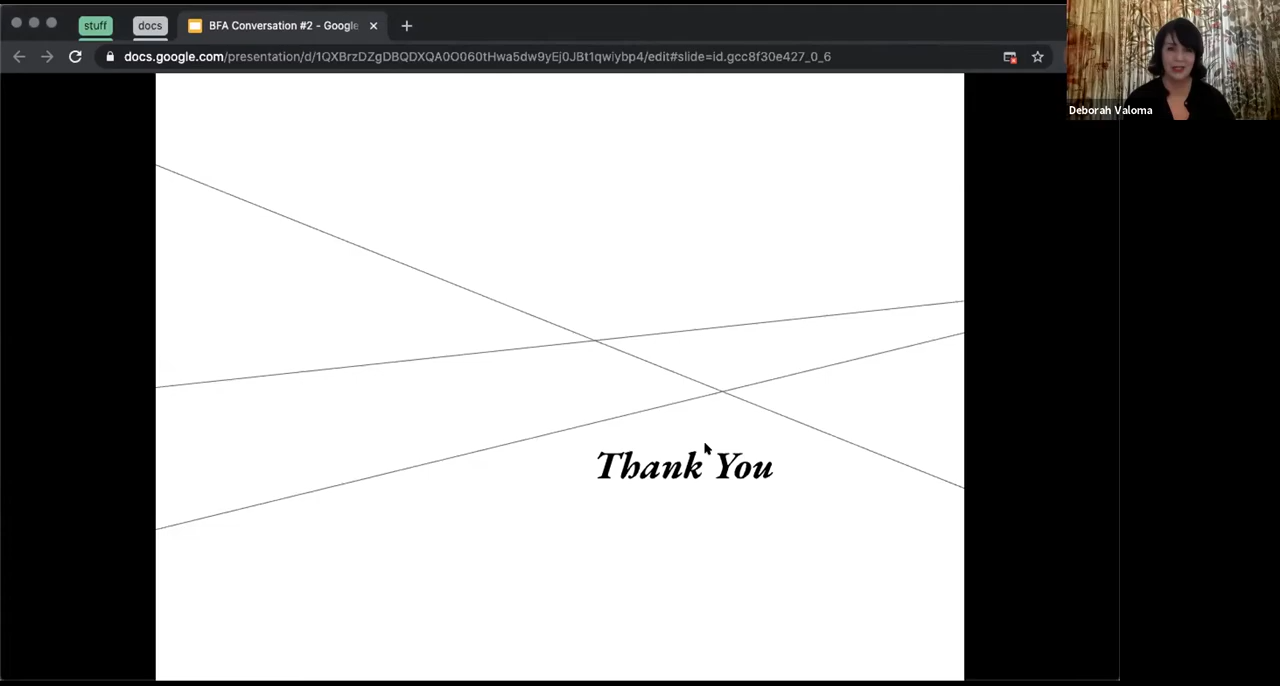 stuff
docs
BFA Conversation #2 - Google
docs.google.com/presentation/d/1QXBrzDZgDBQDXQA0O060tHwa5dw9yEj0JBt1qwiybp4/edit#slide=id.gcc8f30e427_0_6
Deborah Valoma
Thank You